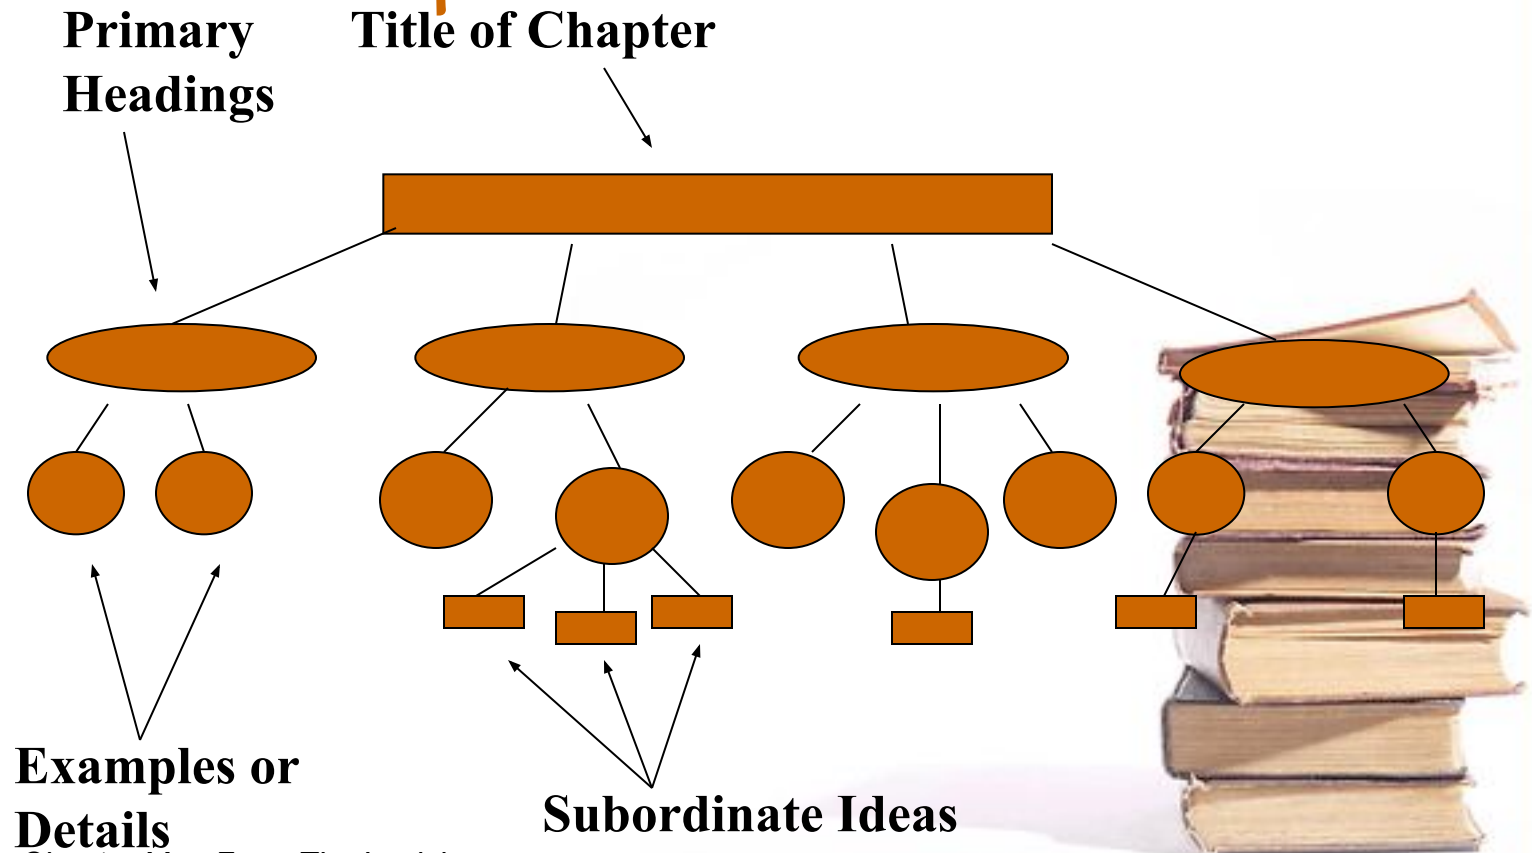 Primary
Headings
Title of Chapter
Examples or
Details
Subordinate Ideas